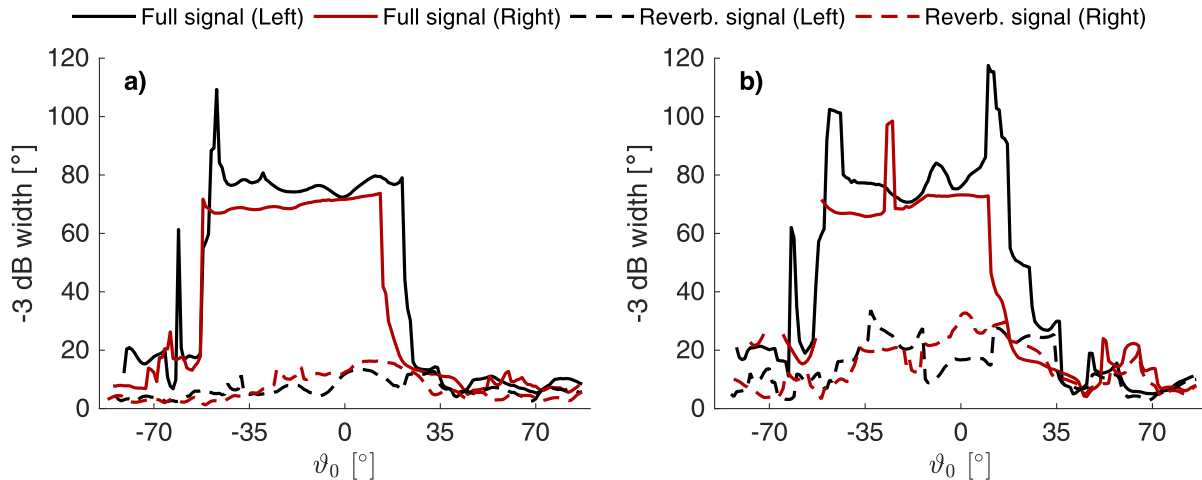 Full signal (Left) Full signal (Right) Reverb. signal (Left) Reverb. signal (Right)
a)
-3 dB width [°]
120
100
80
60
40
20
0
-70 -35 0 35 70
ϑ0 [°]
b)
-3 dB width [°]
120
100
80
60
40
20
0
-70 -35 0 35 70
ϑ0 [°]